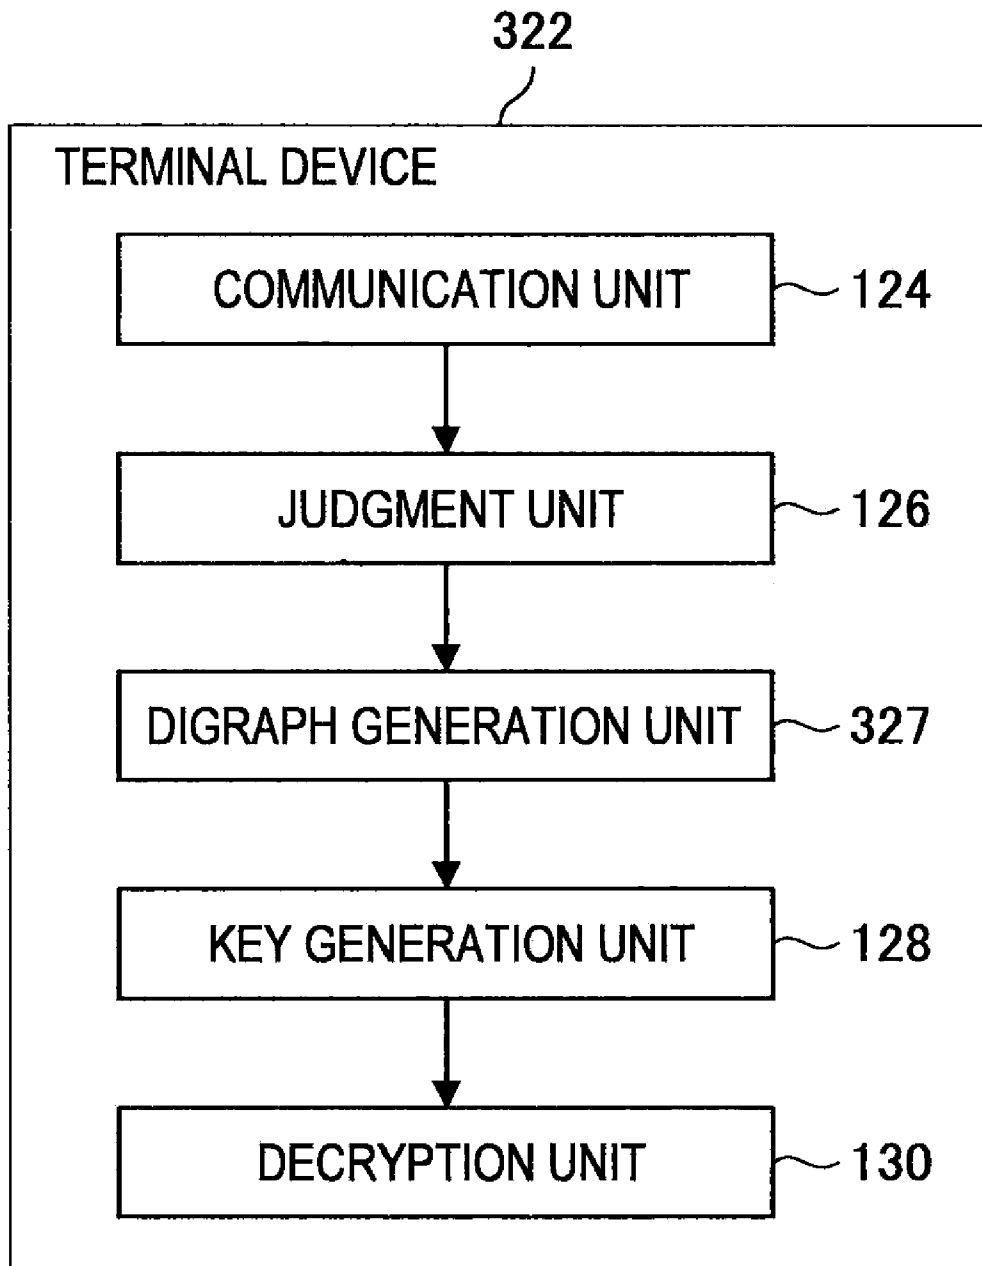 322
TERMINAL DEVICE
COMMUNICATION UNIT 124
JUDGMENT UNIT 126
DIGRAPH GENERATION UNIT 327
KEY GENERATION UNIT 128
DECRYPTION UNIT 130